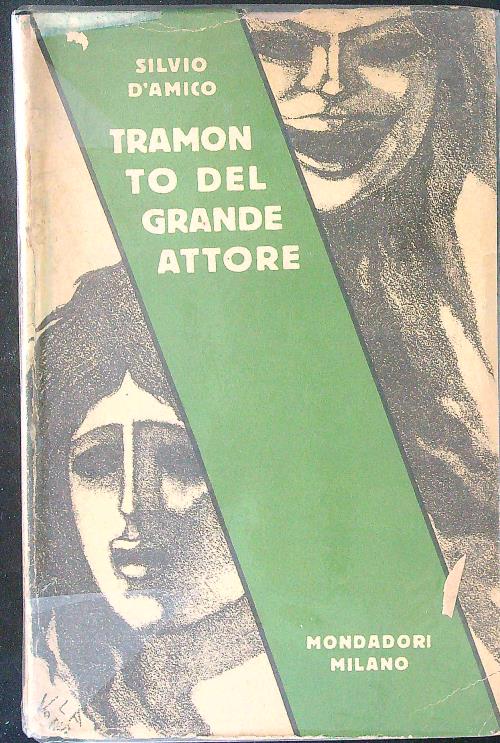 SILVIO
D'AMICO
TRAMON
TO DEL
GRANDE
ATTORE
MONDADORI
MILANO